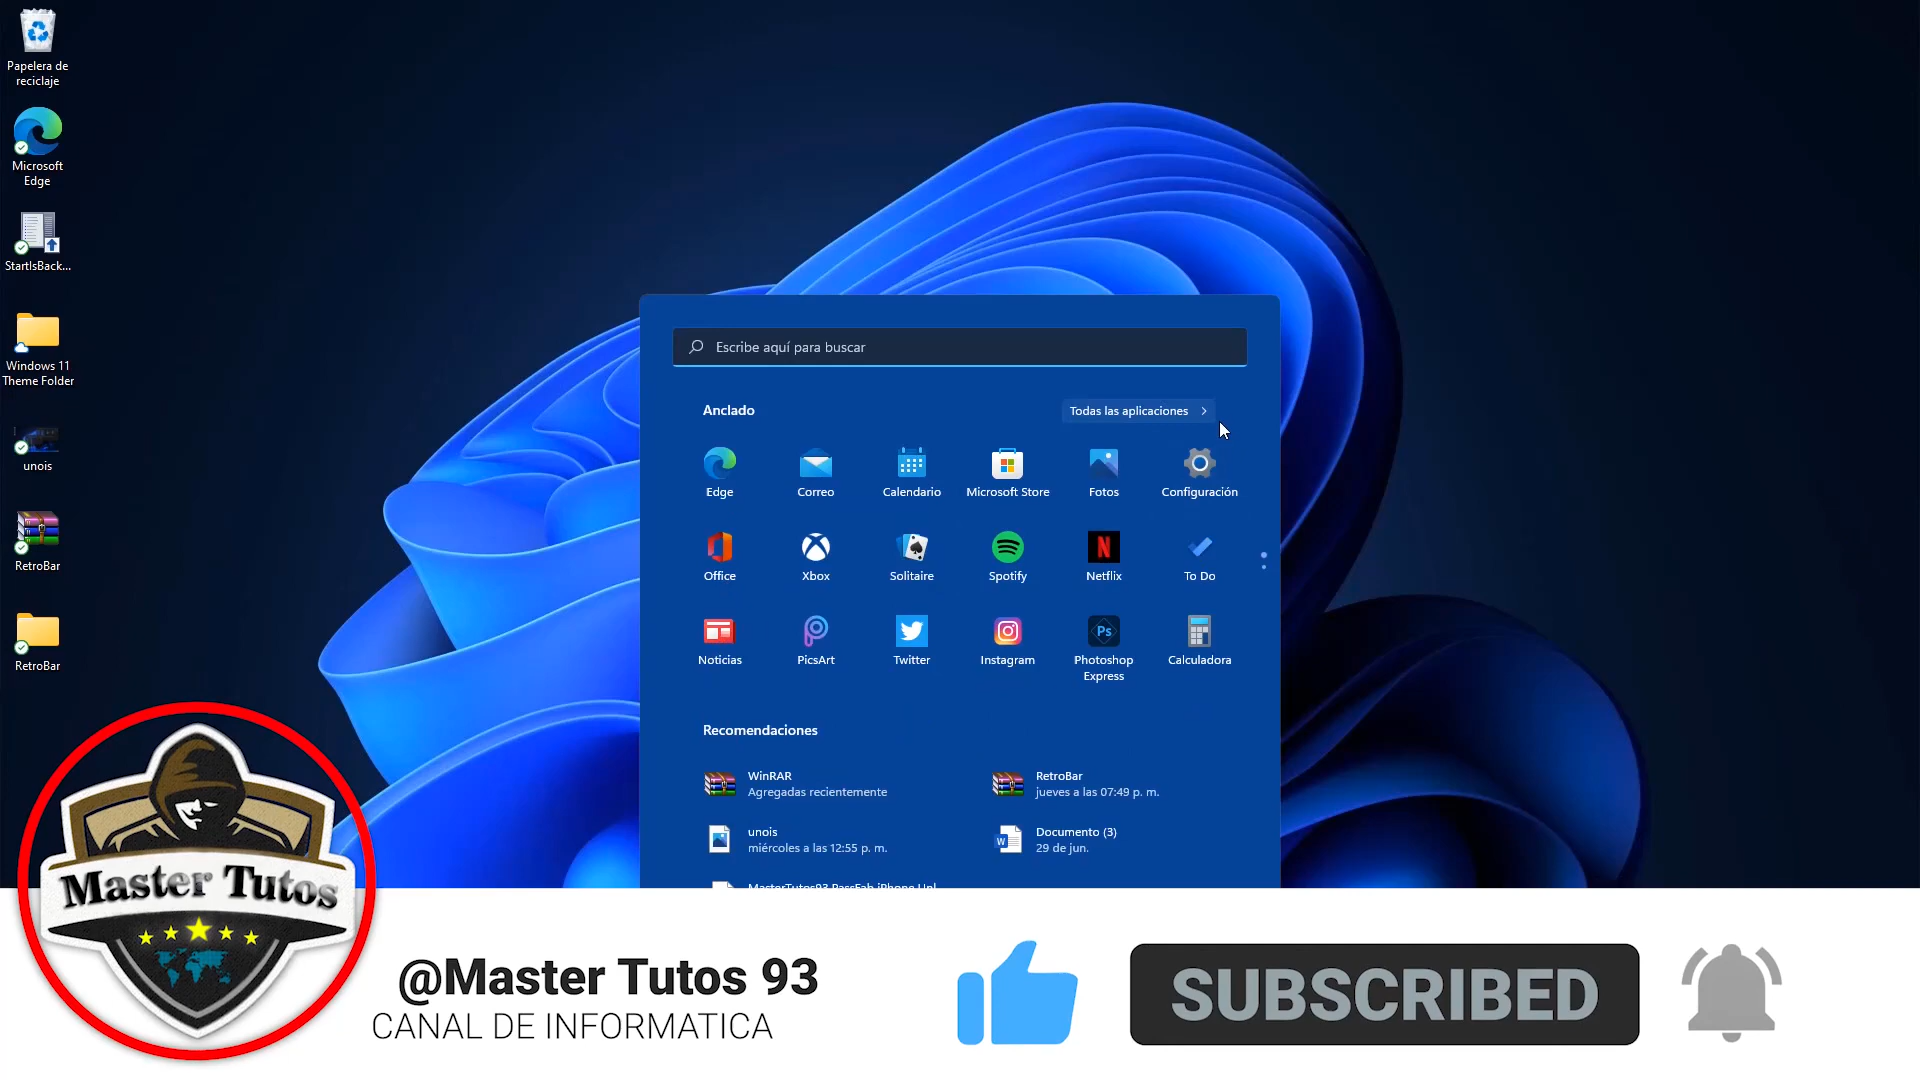 Papelera de
reciclaje
Microsoft
Edge
StartIsBack...
Windows 11
Theme Folder
unois
RetroBar
RetroBar
Escribe aquí para buscar
Anclado
Todas las aplicaciones
Edge
Correo
Calendario
Microsoft Store
Fotos
Configuración
Office
Xbox
Solitaire
Spotify
Netflix
To Do
Noticias
PicsArt
Twitter
Instagram
Ps
Photoshop
Express
Calculadora
Recomendaciones
WinRAR
Agregadas recientemente
RetroBar
jueves a las 07:49 p. m.
unois
miércoles a las 12:55 p. m.
Documento (3)
29 de jun.
Master Tutos
@Master Tutos 93
CANAL DE INFORMATICA
SUBSCRIBED